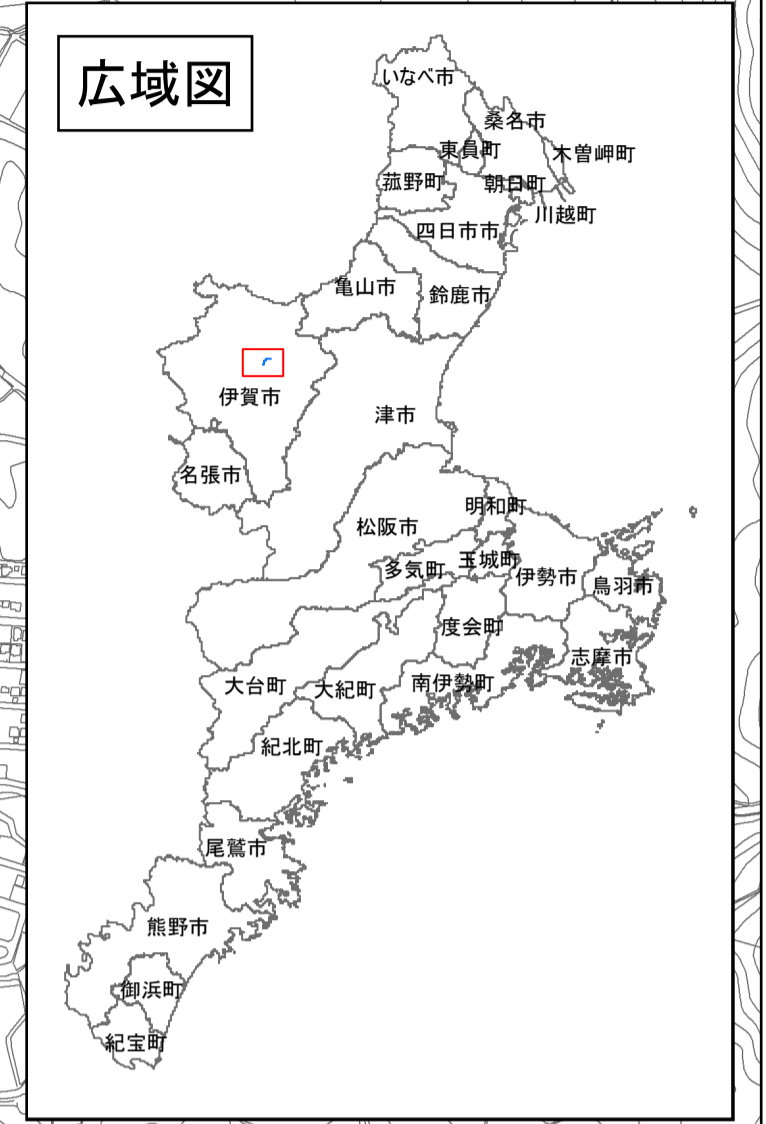 広域図
いなべ市
桑名市
東員町
木曽岬町
菰野町
朝日町
川越町
四日市市
亀山市
鈴鹿市
伊賀市
津市
名張市
明和町
松阪市
玉城町
多気町
伊勢市
鳥羽市
度会町
志摩市
大台町
大紀町
南伊勢町
紀北町
尾鷲市
熊野市
御浜町
紀宝町